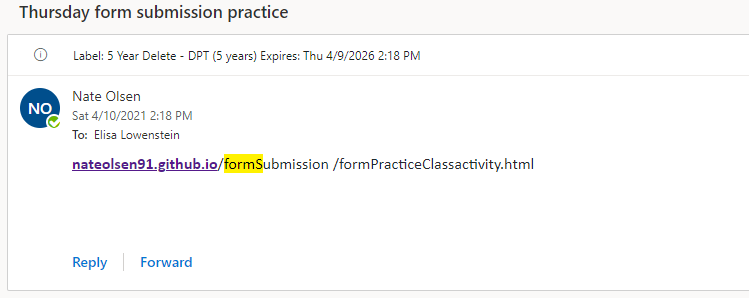 Thursday form submission practice
Label: 5 Year Delete - DPT (5 years) Expires: Thu 4/9/2026 2:18 PM
NO
Nate Olsen
Sat 4/10/2021 2:18 PM
To: Elisa Lowenstein
nateolsen91.github.io/formSubmission /formPracticeClassactivity.html
Reply
Forward